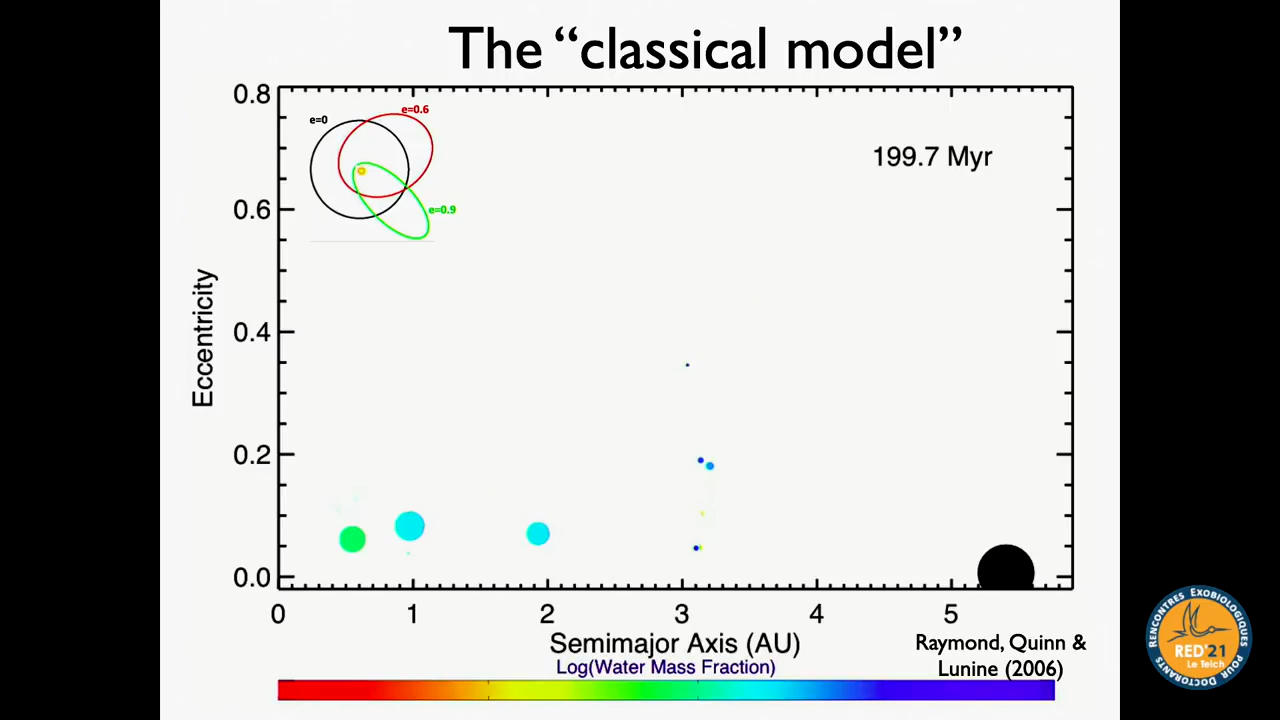 The “classical model”
0.8
0.6
0.4
0.2
0.0
Eccentricity
e=0
e=0.6
e=0.9
199.7 Myr
0 1 2 3 4 5
Semimajor Axis (AU)
Log(Water Mass Fraction)
Raymond, Quinn &
Lunine (2006)
RENCONTRES EXOBIOLOGIQUES
POUR DOCTORANTS
RED'21
Le Teich